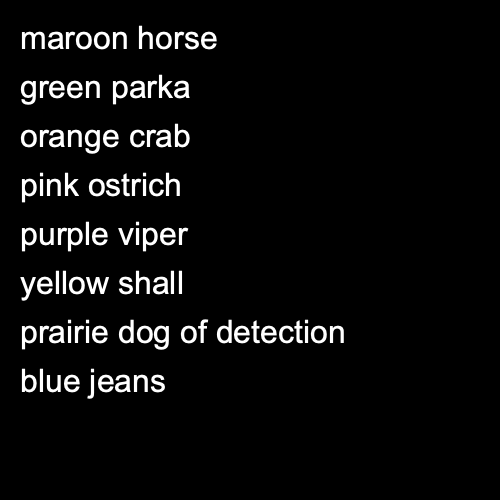 maroon horse
green parka
orange crab
pink ostrich
purple viper
yellow shall
prairie dog of detection
blue jeans